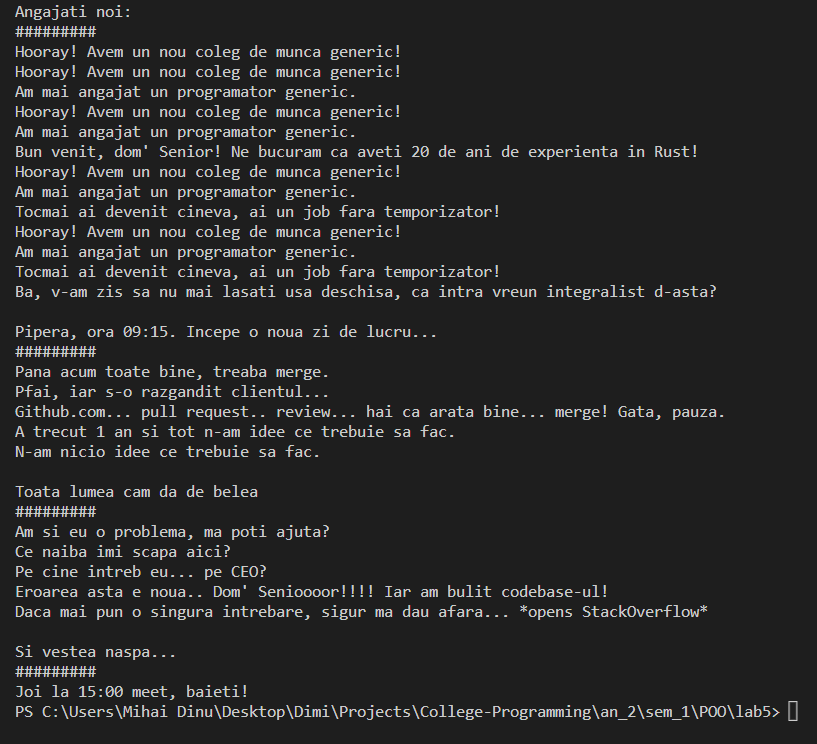 Angajati noi:
#########
Hooray! Avem un nou coleg de munca generic!
Hooray! Avem un nou coleg de munca generic!
Am mai angajat un programator generic.
Hooray! Avem un nou coleg de munca generic!
Am mai angajat un programator generic.
Bun venit, dom' Senior! Ne bucuram ca aveti 20 de ani de experienta in Rust!
Hooray! Avem un nou coleg de munca generic!
Am mai angajat un programator generic.
Tocmai ai devenit cineva, ai un job fara temporizator!
Hooray! Avem un nou coleg de munca generic!
Am mai angajat un programator generic.
Tocmai ai devenit cineva, ai un job fara temporizator!
Ba, v-am zis sa nu mai lasati usa deschisa, ca intra vreun integralist d-asta?
Pipera, ora 09:15. Incepe o noua zi de lucru...
#########
Pana acum toate bine, treaba merge.
Pfai, iar s-o razgandit clientul...
Github.com... pull request.. review... hai ca arata bine... merge! Gata, pauza.
A trecut 1 an si tot n-am idee ce trebuie sa fac.
N-am nicio idee ce trebuie sa fac.
Toata lumea cam da de belea
#########
Am si eu o problema, ma poti ajuta?
Ce naiba imi scapa aici?
Pe cine intreb eu... pe CEO?
Eroarea asta e noua.. Dom' Senioooor!!!! Iar am bulit codebase-ul!
Daca mai pun o singura intrebare, sigur ma dau afara... *opens StackOverflow*
Si vestea naspa...
#########
Joi la 15:00 meet, baieti!
PS C:\Users\Mihai Dinu\Desktop\Dimi\Projects\College-Programming\an_2\sem_1\POO\lab5>